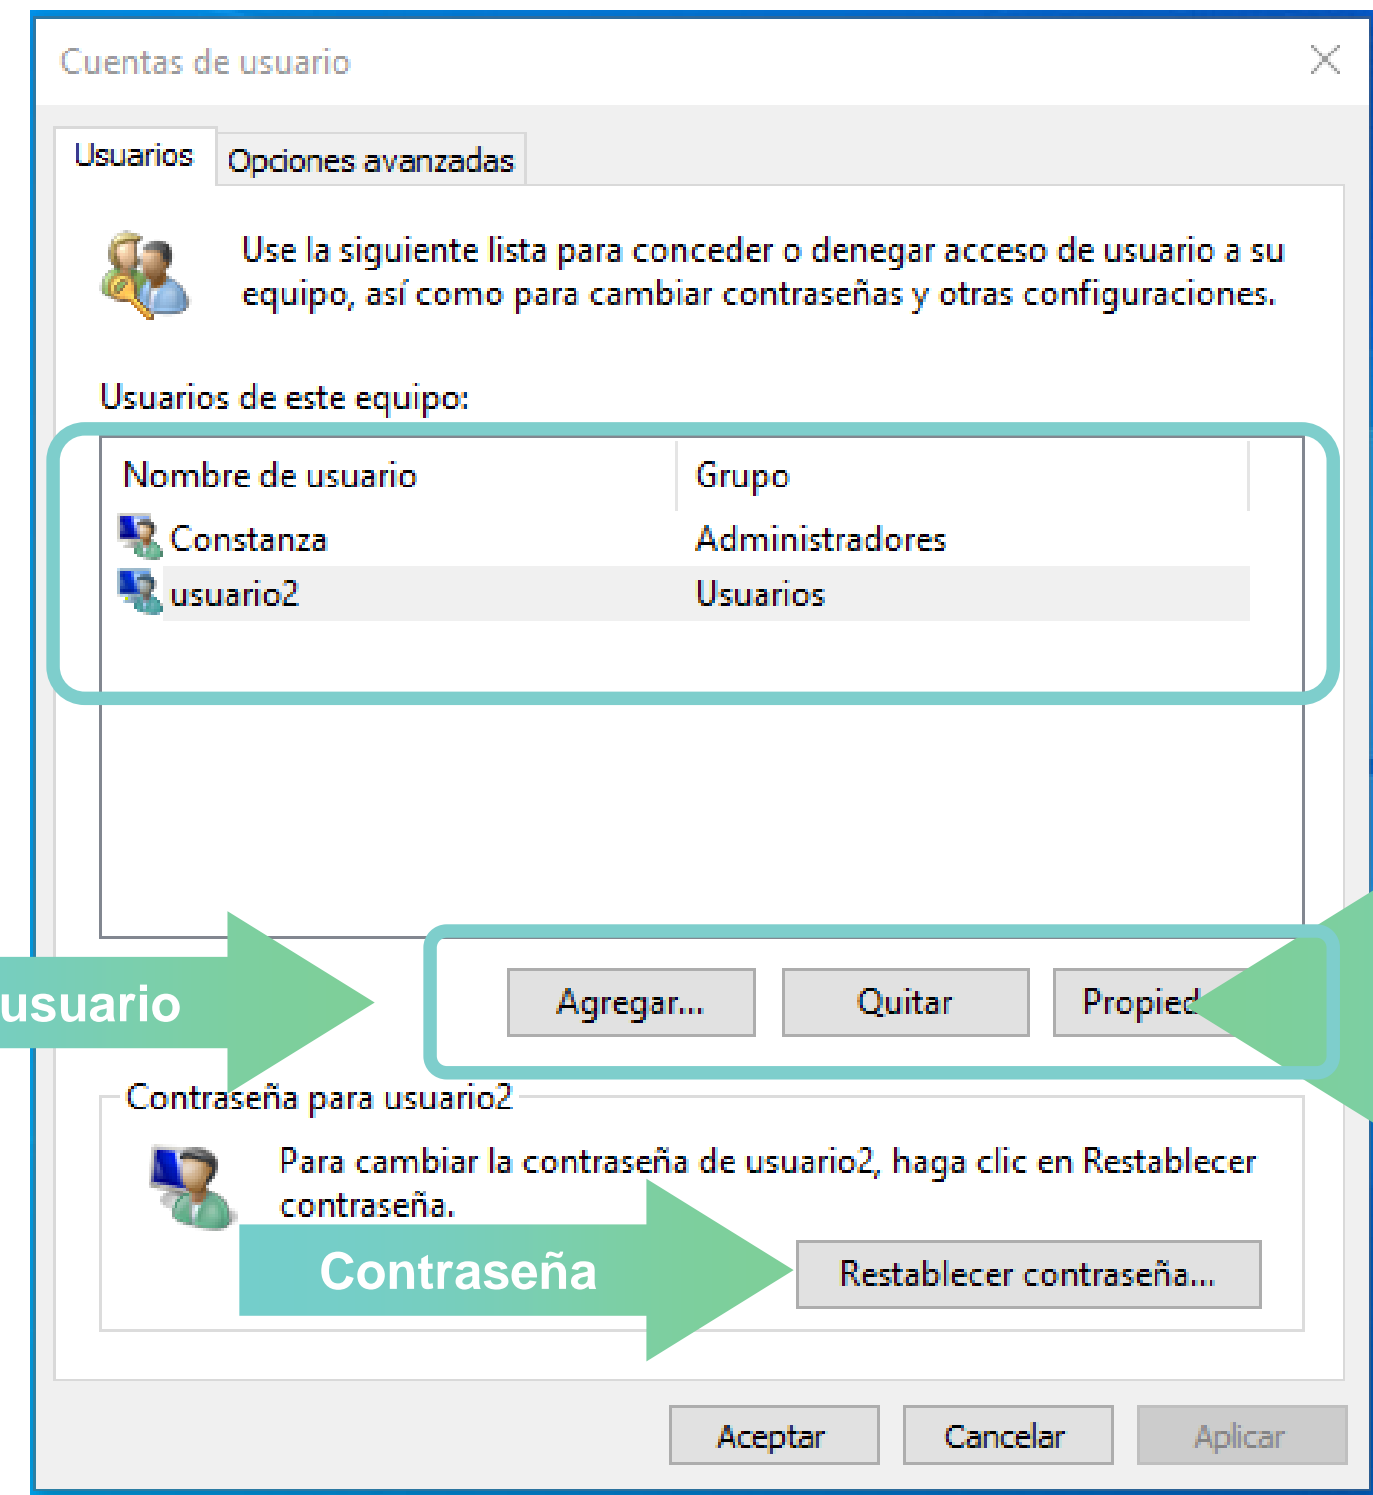 Cuentas de usuario
Usuarios
Opciones avanzadas
Use la siguiente lista para conceder o denegar acceso de usuario a su
equipo, así como para cambiar contraseñas y otras configuraciones.
Usuarios de este equipo:
Nombre de usuario Grupo
Constanza Administradores
usuario2 Usuarios
usuario
Agregar... Quitar Propied
Contraseña para usuario2
Para cambiar la contraseña de usuario2, haga clic en Restablecer
contraseña.
Contraseña
Restablecer contraseña...
Aceptar Cancelar Aplicar